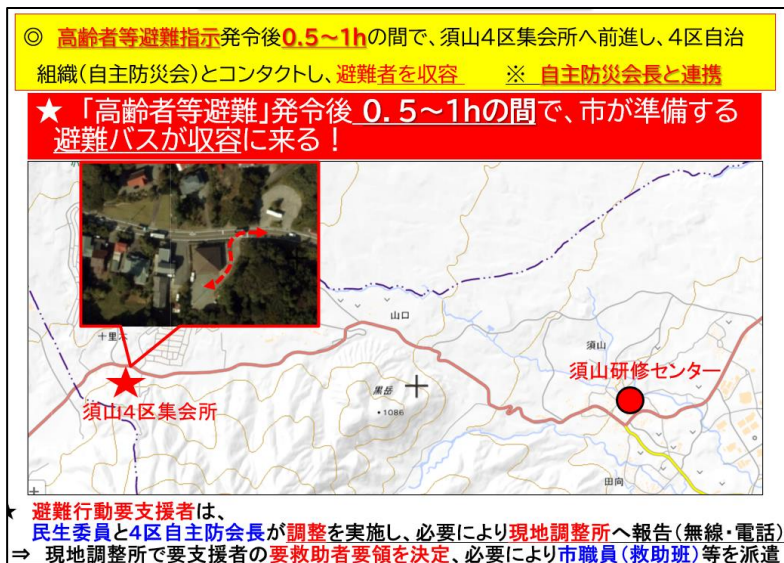 ◎ 高齢者等避難指示発令後0.5～1hの間で、須山4区集会所へ前進し、4区自治
組織(自主防災会)とコンタクトし、避難者を収容 ※ 自主防災会長と連携
★ 「高齢者等避難」発令後 0.5～1hの間で、市が準備する
避難バスが収容に来る！
山口
十里木
須山
須山研修センター
黒岳
・1086
須山4区集会所
田向
★ 避難行動要支援者は、
民生委員と4区自主防会長が調整を実施し、必要により現地調整所へ報告(無線・電話)
⇒ 現地調整所で要支援者の要救助者要領を決定、必要により市職員(救助班)等を派遣